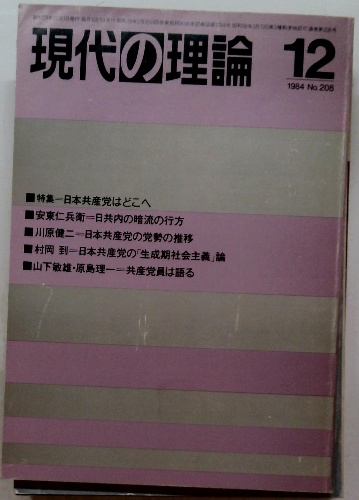 現代の理論
12
1984 No.208
■特集＝日本共産党はどこへ
■安東仁兵衛＝日共内の暗流の行方
■川原健二＝日本共産党の党勢の推移
■村岡 到＝日本共産党の「生成期社会主義」論
■山下敏雄・原島理一＝共産党員は語る